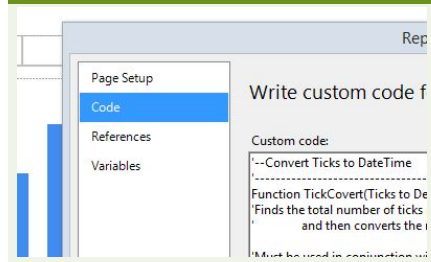 Rep
Page Setup
Code
References
Variables
Write custom code f
Custom code:
'--Convert Ticks to DateTime
'-----------------------------------
Function TickCovert(Ticks to De
'Finds the total number of ticks
' and then converts the
'Must be used in conjunction wi